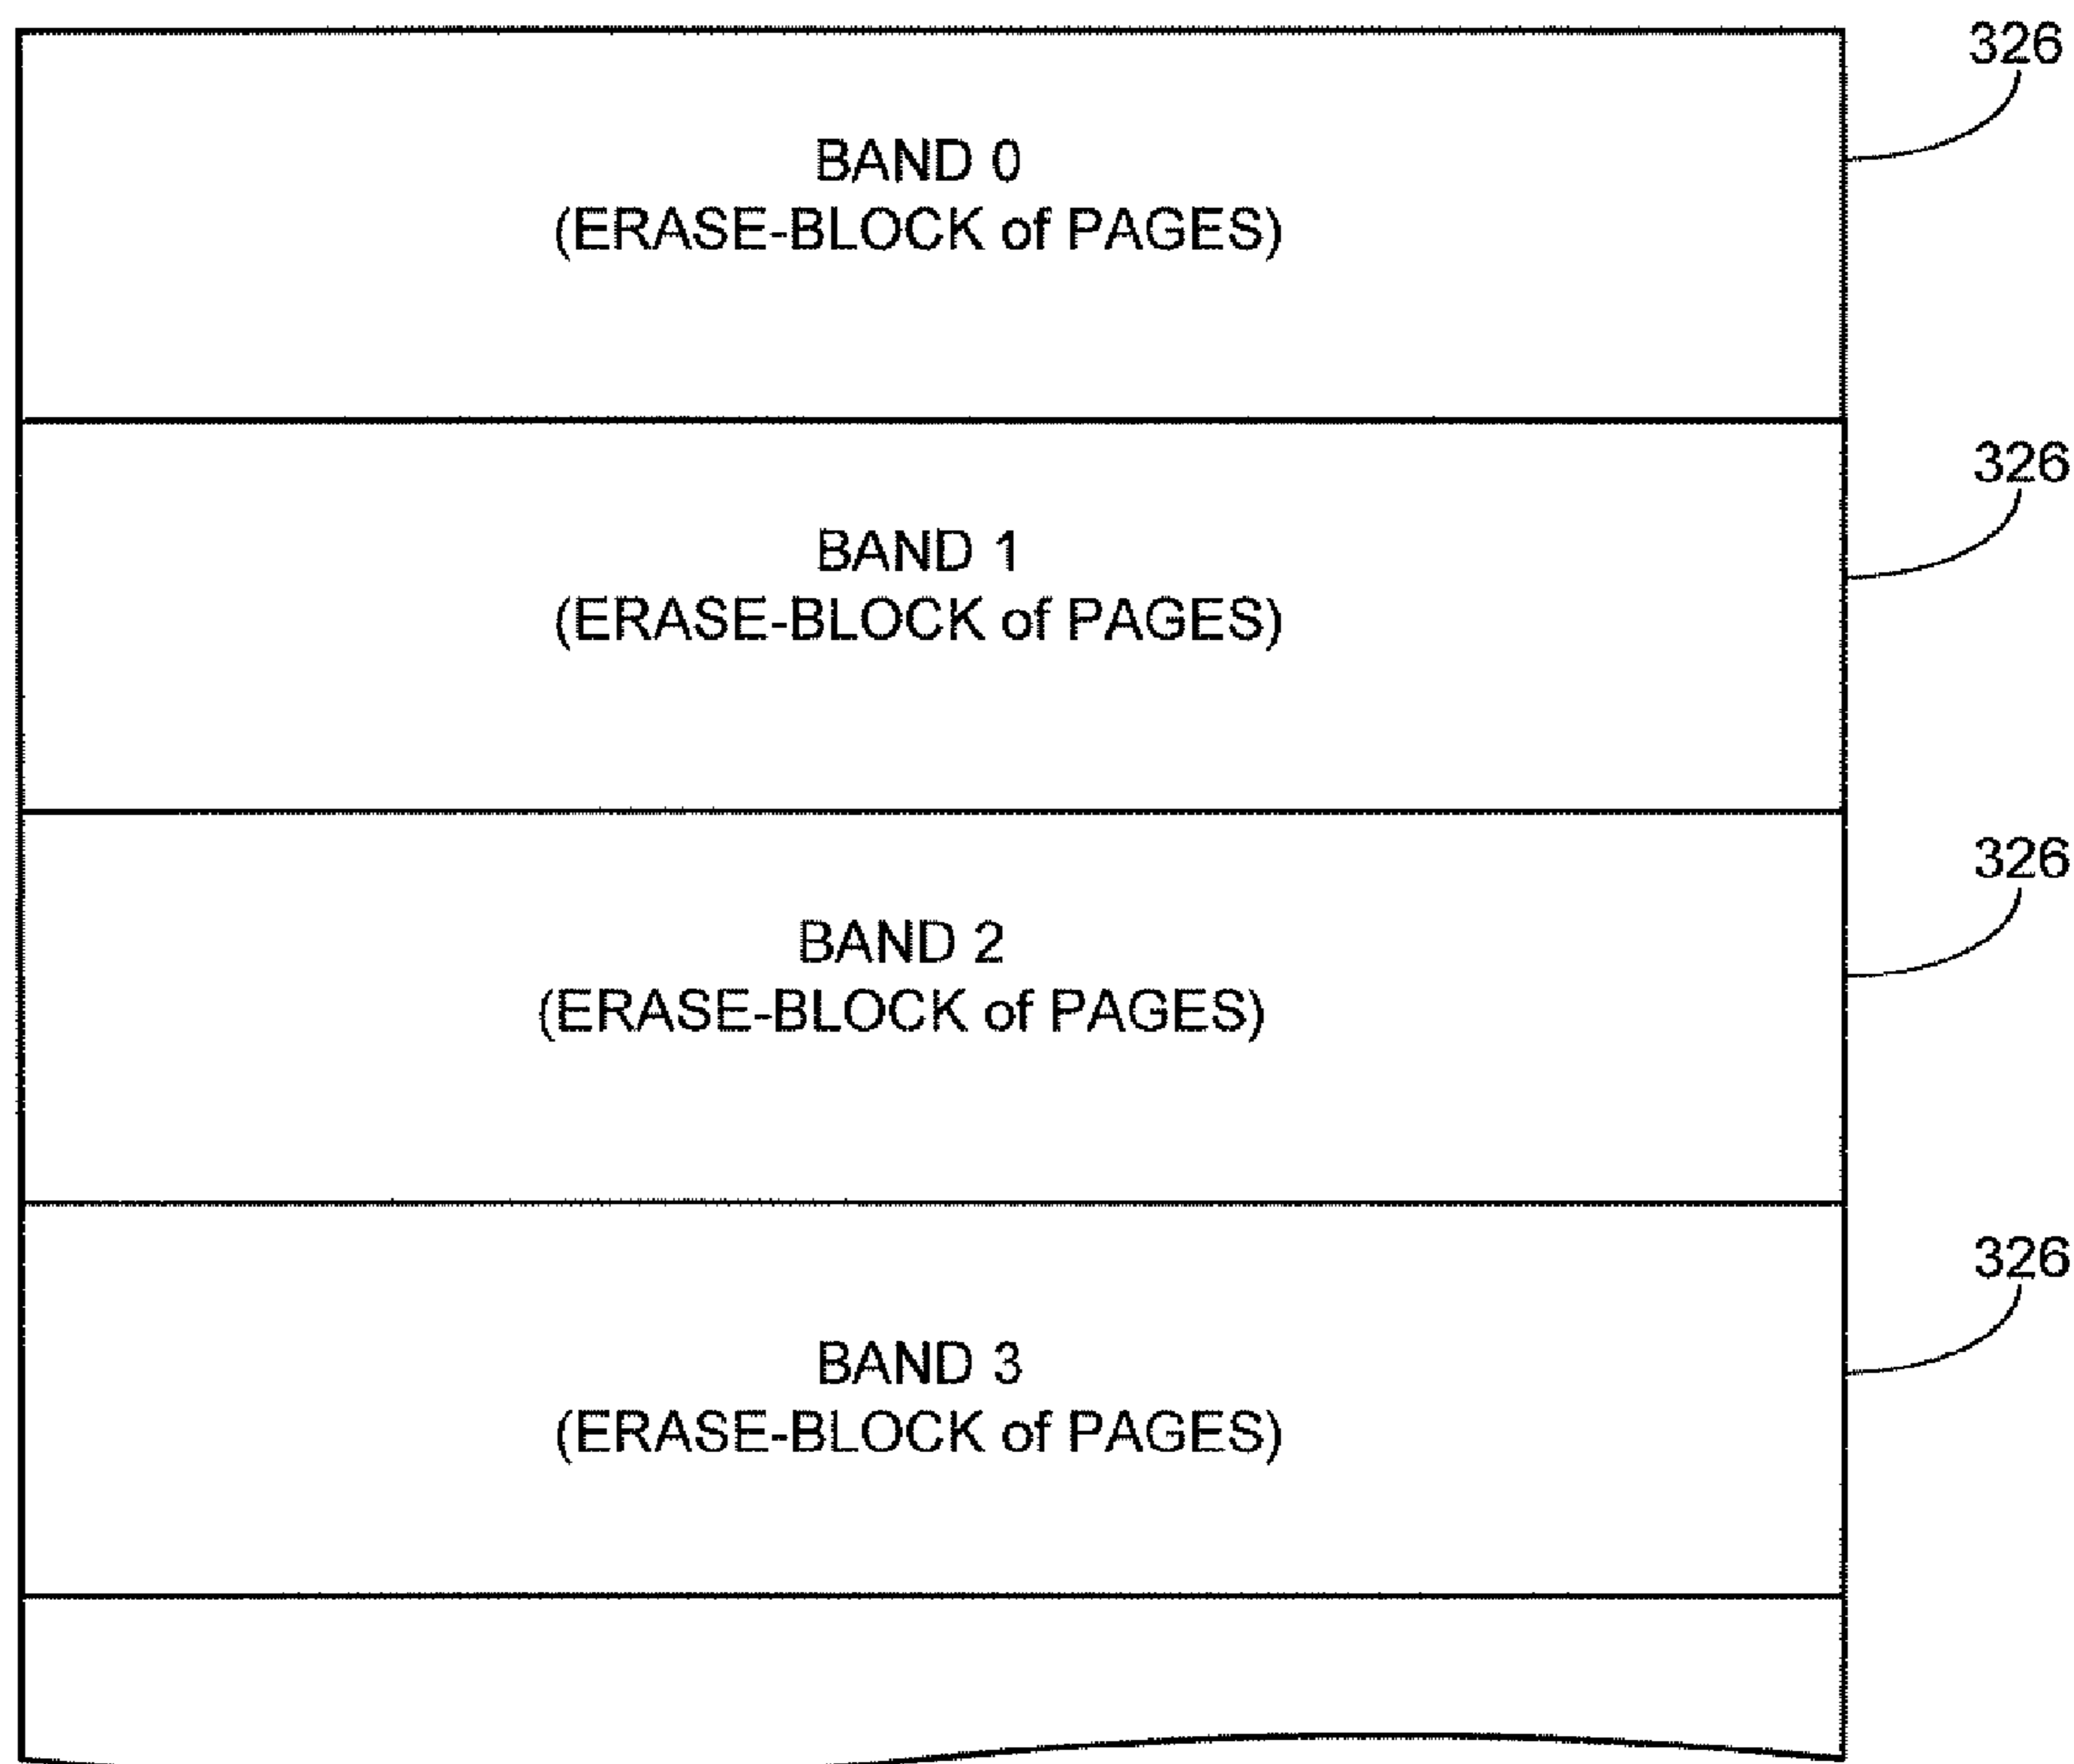 326
BAND 0
(ERASE-BLOCK of PAGES)
326
BAND 1
(ERASE-BLOCK of PAGES)
326
BAND 2
(ERASE-BLOCK of PAGES)
326
BAND 3
(ERASE-BLOCK of PAGES)